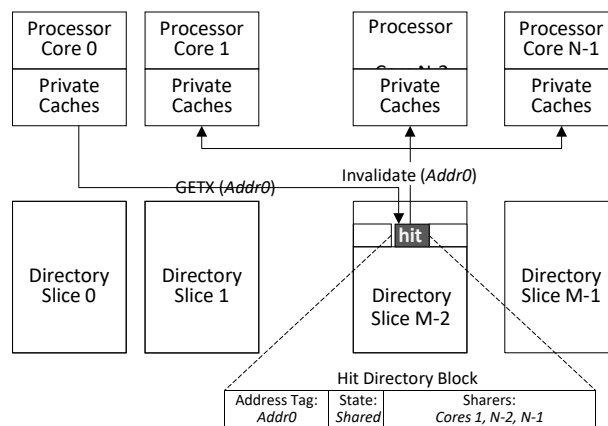 Processor
Core 0
Processor
Core 1
Processor
Processor
Core N-1
Private
Caches
Private
Caches
Private
Caches
Private
Caches
GETX (Addr0)
Invalidate (Addr0)
hit
Directory
Slice 0
Directory
Slice 1
Directory
Slice M-2
Directory
Slice M-1
Hit Directory Block
Address Tag:
Addr0
State:
Shared
Sharers:
Cores 1, N-2, N-1